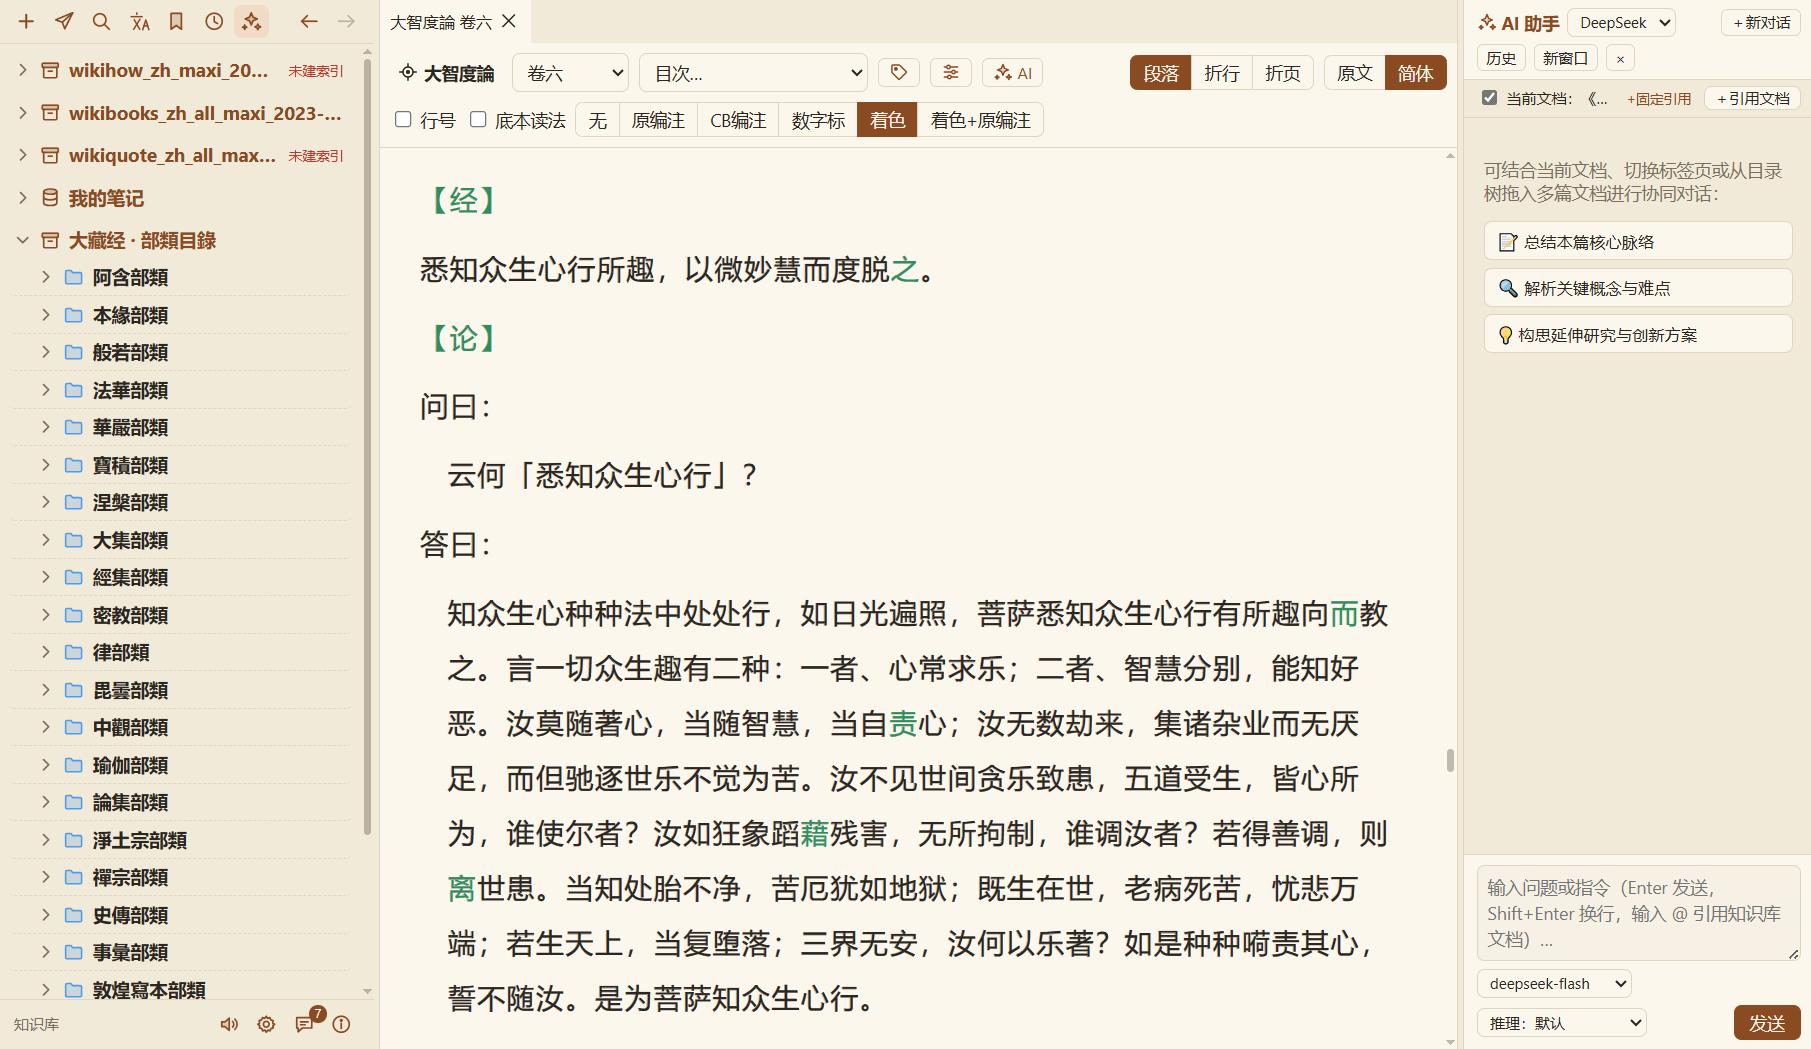 wikihow_zh_maxi_20... 未建索引
wikibooks_zh_all_maxi_2023-...
wikiquote_zh_all_max... 未建索引
我的笔记
大藏经 · 部類目錄
阿含部類
本緣部類
般若部類
法華部類
華嚴部類
寶積部類
涅槃部類
大集部類
經集部類
密教部類
律部類
毘曇部類
中觀部類
瑜伽部類
論集部類
淨土宗部類
禪宗部類
史傳部類
事彙部類
敦煌寫本部類
知识库 7
大智度論 卷六
大智度論 卷六 目次... AI 段落 折行 折页 原文 简体
行号 底本读法 无 原编注 CB编注 数字标 着色 着色+原编注
【经】
悉知众生心行所趣，以微妙慧而度脱之。
【论】
问曰：
云何「悉知众生心行」？
答曰：
知众生心种种法中处处行，如日光遍照，菩萨悉知众生心行有所趣向而教
之。言一切众生趣有二种：一者、心常求乐；二者、智慧分别，能知好
恶。汝莫随著心，当随智慧，当自责心；汝无数劫来，集诸杂业而无厌
足，而但驰逐世乐不觉为苦。汝不见世间贪乐致患，五道受生，皆心所
为，谁使尔者？汝如狂象蹈藉残害，无所拘制，谁调汝者？若得善调，则
离世患。当知处胎不净，苦厄犹如地狱；既生在世，老病死苦，忧悲万
端；若生天上，当复堕落；三界无安，汝何以乐著？如是种种呵责其心，
誓不随汝。是为菩萨知众生心行。
AI 助手 DeepSeek +新对话
历史 新窗口 ×
当前文档：《... +固定引用 +引用文档
可结合当前文档、切换标签页或从目录
树拖入多篇文档进行协同对话：
总结本篇核心脉络
解析关键概念与难点
构思延伸研究与创新方案
输入问题或指令（Enter 发送，
Shift+Enter 换行，输入 @ 引用知识库
文档）...
deepseek-flash
推理：默认 发送